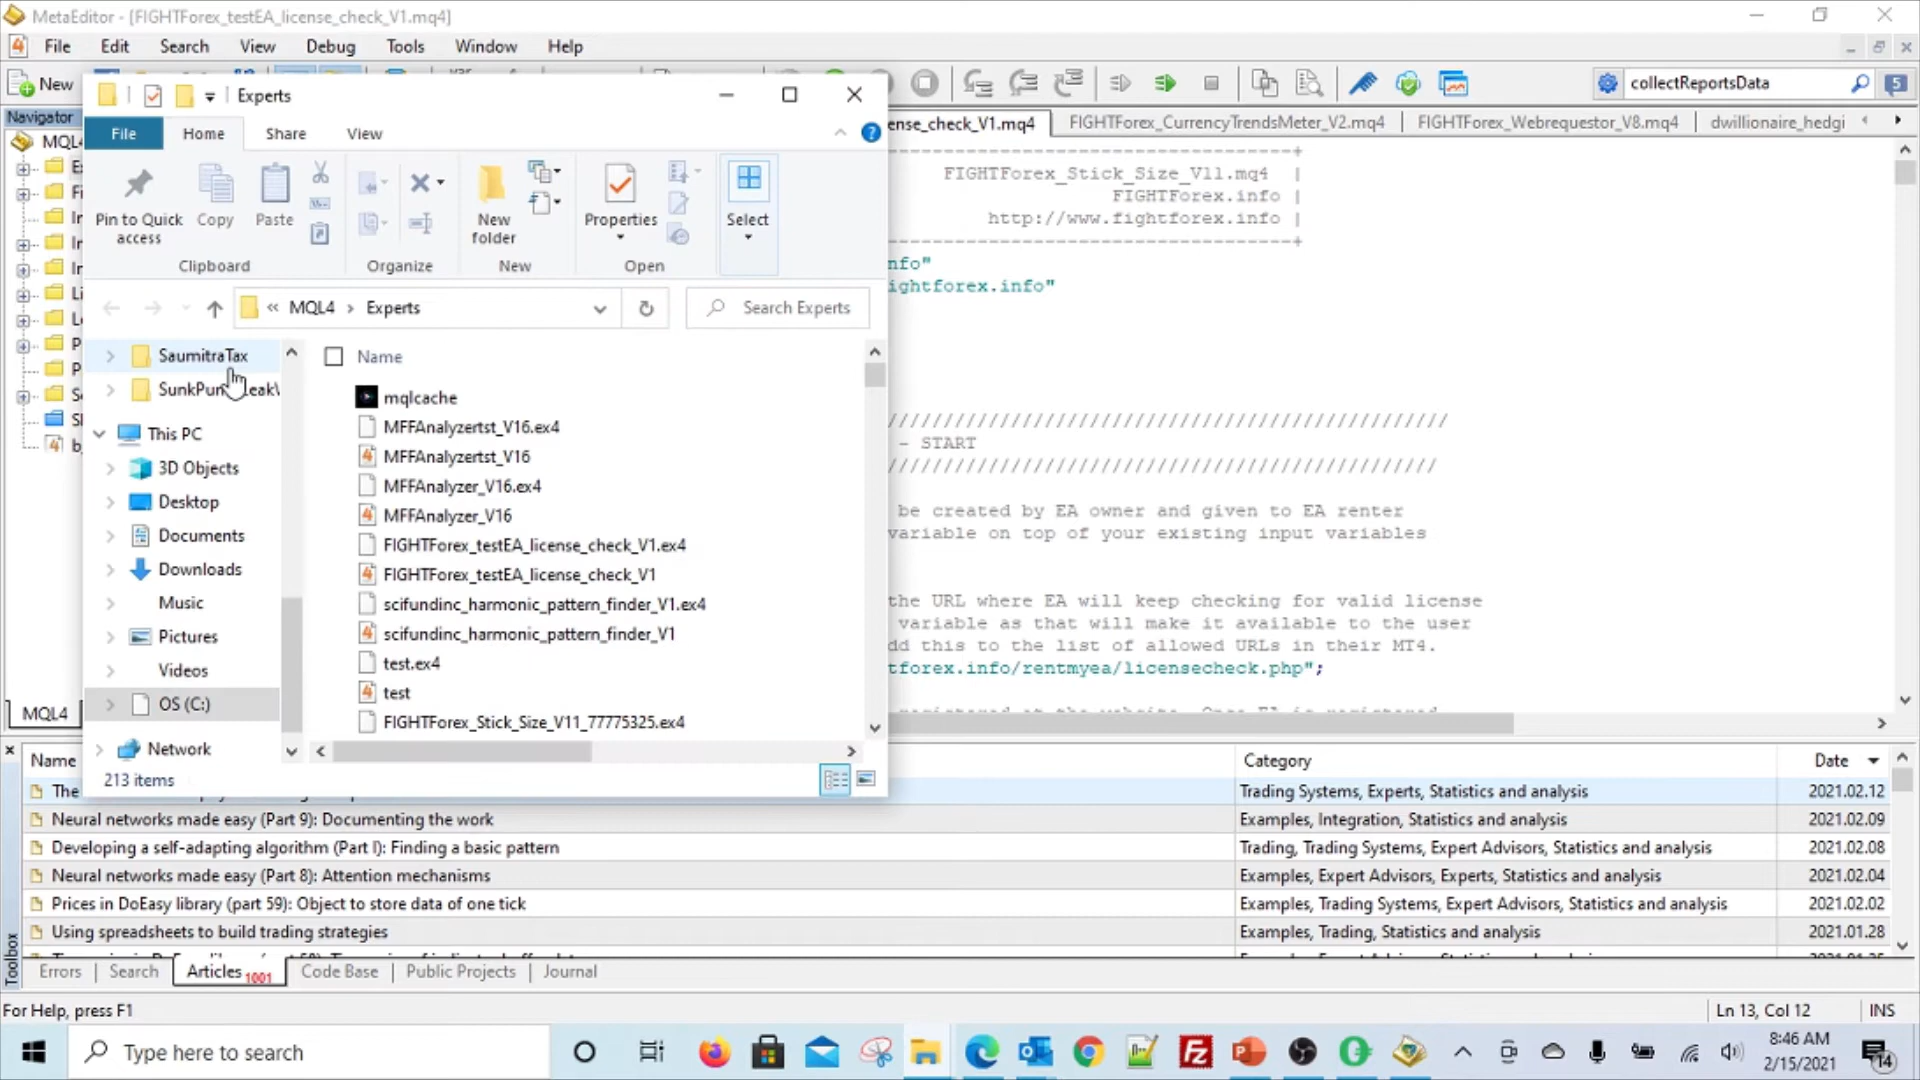 MetaEditor - [FIGHTForex_testEA_license_check_V1.mq4]
File Edit Search View Debug Tools Window Help
New
collectReportsData
5
Navigator
MQL4
ense_check_V1.mq4
FIGHTForex_CurrencyTrendsMeter_V2.mq4
FIGHTForex_Webrequestor_V8.mq4
dwillionaire_hedgi
Experts
File Home Share View
Pin to Quick access
Copy
Paste
New folder
Properties
Select
Clipboard Organize New Open
« MQL4 › Experts
Search Experts
SaumitraTax
This PC
3D Objects
Desktop
Documents
Downloads
Music
Pictures
Videos
OS (C:)
Network
Name
mqlcache
MFFAnalyzertst_V16.ex4
MFFAnalyzertst_V16
MFFAnalyzer_V16.ex4
MFFAnalyzer_V16
FIGHTForex_testEA_license_check_V1.ex4
FIGHTForex_testEA_license_check_V1
scifundinc_harmonic_pattern_finder_V1.ex4
scifundinc_harmonic_pattern_finder_V1
test.ex4
test
FIGHTForex_Stick_Size_V11_77775325.ex4
213 items
--------------------------------------+
FIGHTForex_Stick_Size_V11.mq4 |
FIGHTForex.info |
http://www.fightforex.info |
--------------------------------------+
nfo"
ightforex.info"
- START
be created by EA owner and given to EA renter
variable on top of your existing input variables
the URL where EA will keep checking for valid license
variable as that will make it available to the user
dd this to the list of allowed URLs in their MT4.
tforex.info/rentmyea/licensecheck.php";
MQL4
Name Category Date
The
Trading Systems, Experts, Statistics and analysis 2021.02.12
Neural networks made easy (Part 9): Documenting the work Examples, Integration, Statistics and analysis 2021.02.09
Developing a self-adapting algorithm (Part I): Finding a basic pattern Trading, Trading Systems, Expert Advisors, Statistics and analysis 2021.02.08
Neural networks made easy (Part 8): Attention mechanisms Examples, Expert Advisors, Experts, Statistics and analysis 2021.02.04
Prices in DoEasy library (part 59): Object to store data of one tick Examples, Trading Systems, Expert Advisors, Statistics and analysis 2021.02.02
Using spreadsheets to build trading strategies Examples, Trading, Statistics and analysis 2021.01.28
Toolbox
Errors Search Articles 1001 Code Base Public Projects Journal
For Help, press F1
Ln 13, Col 12 INS
Type here to search
8:46 AM
2/15/2021
14